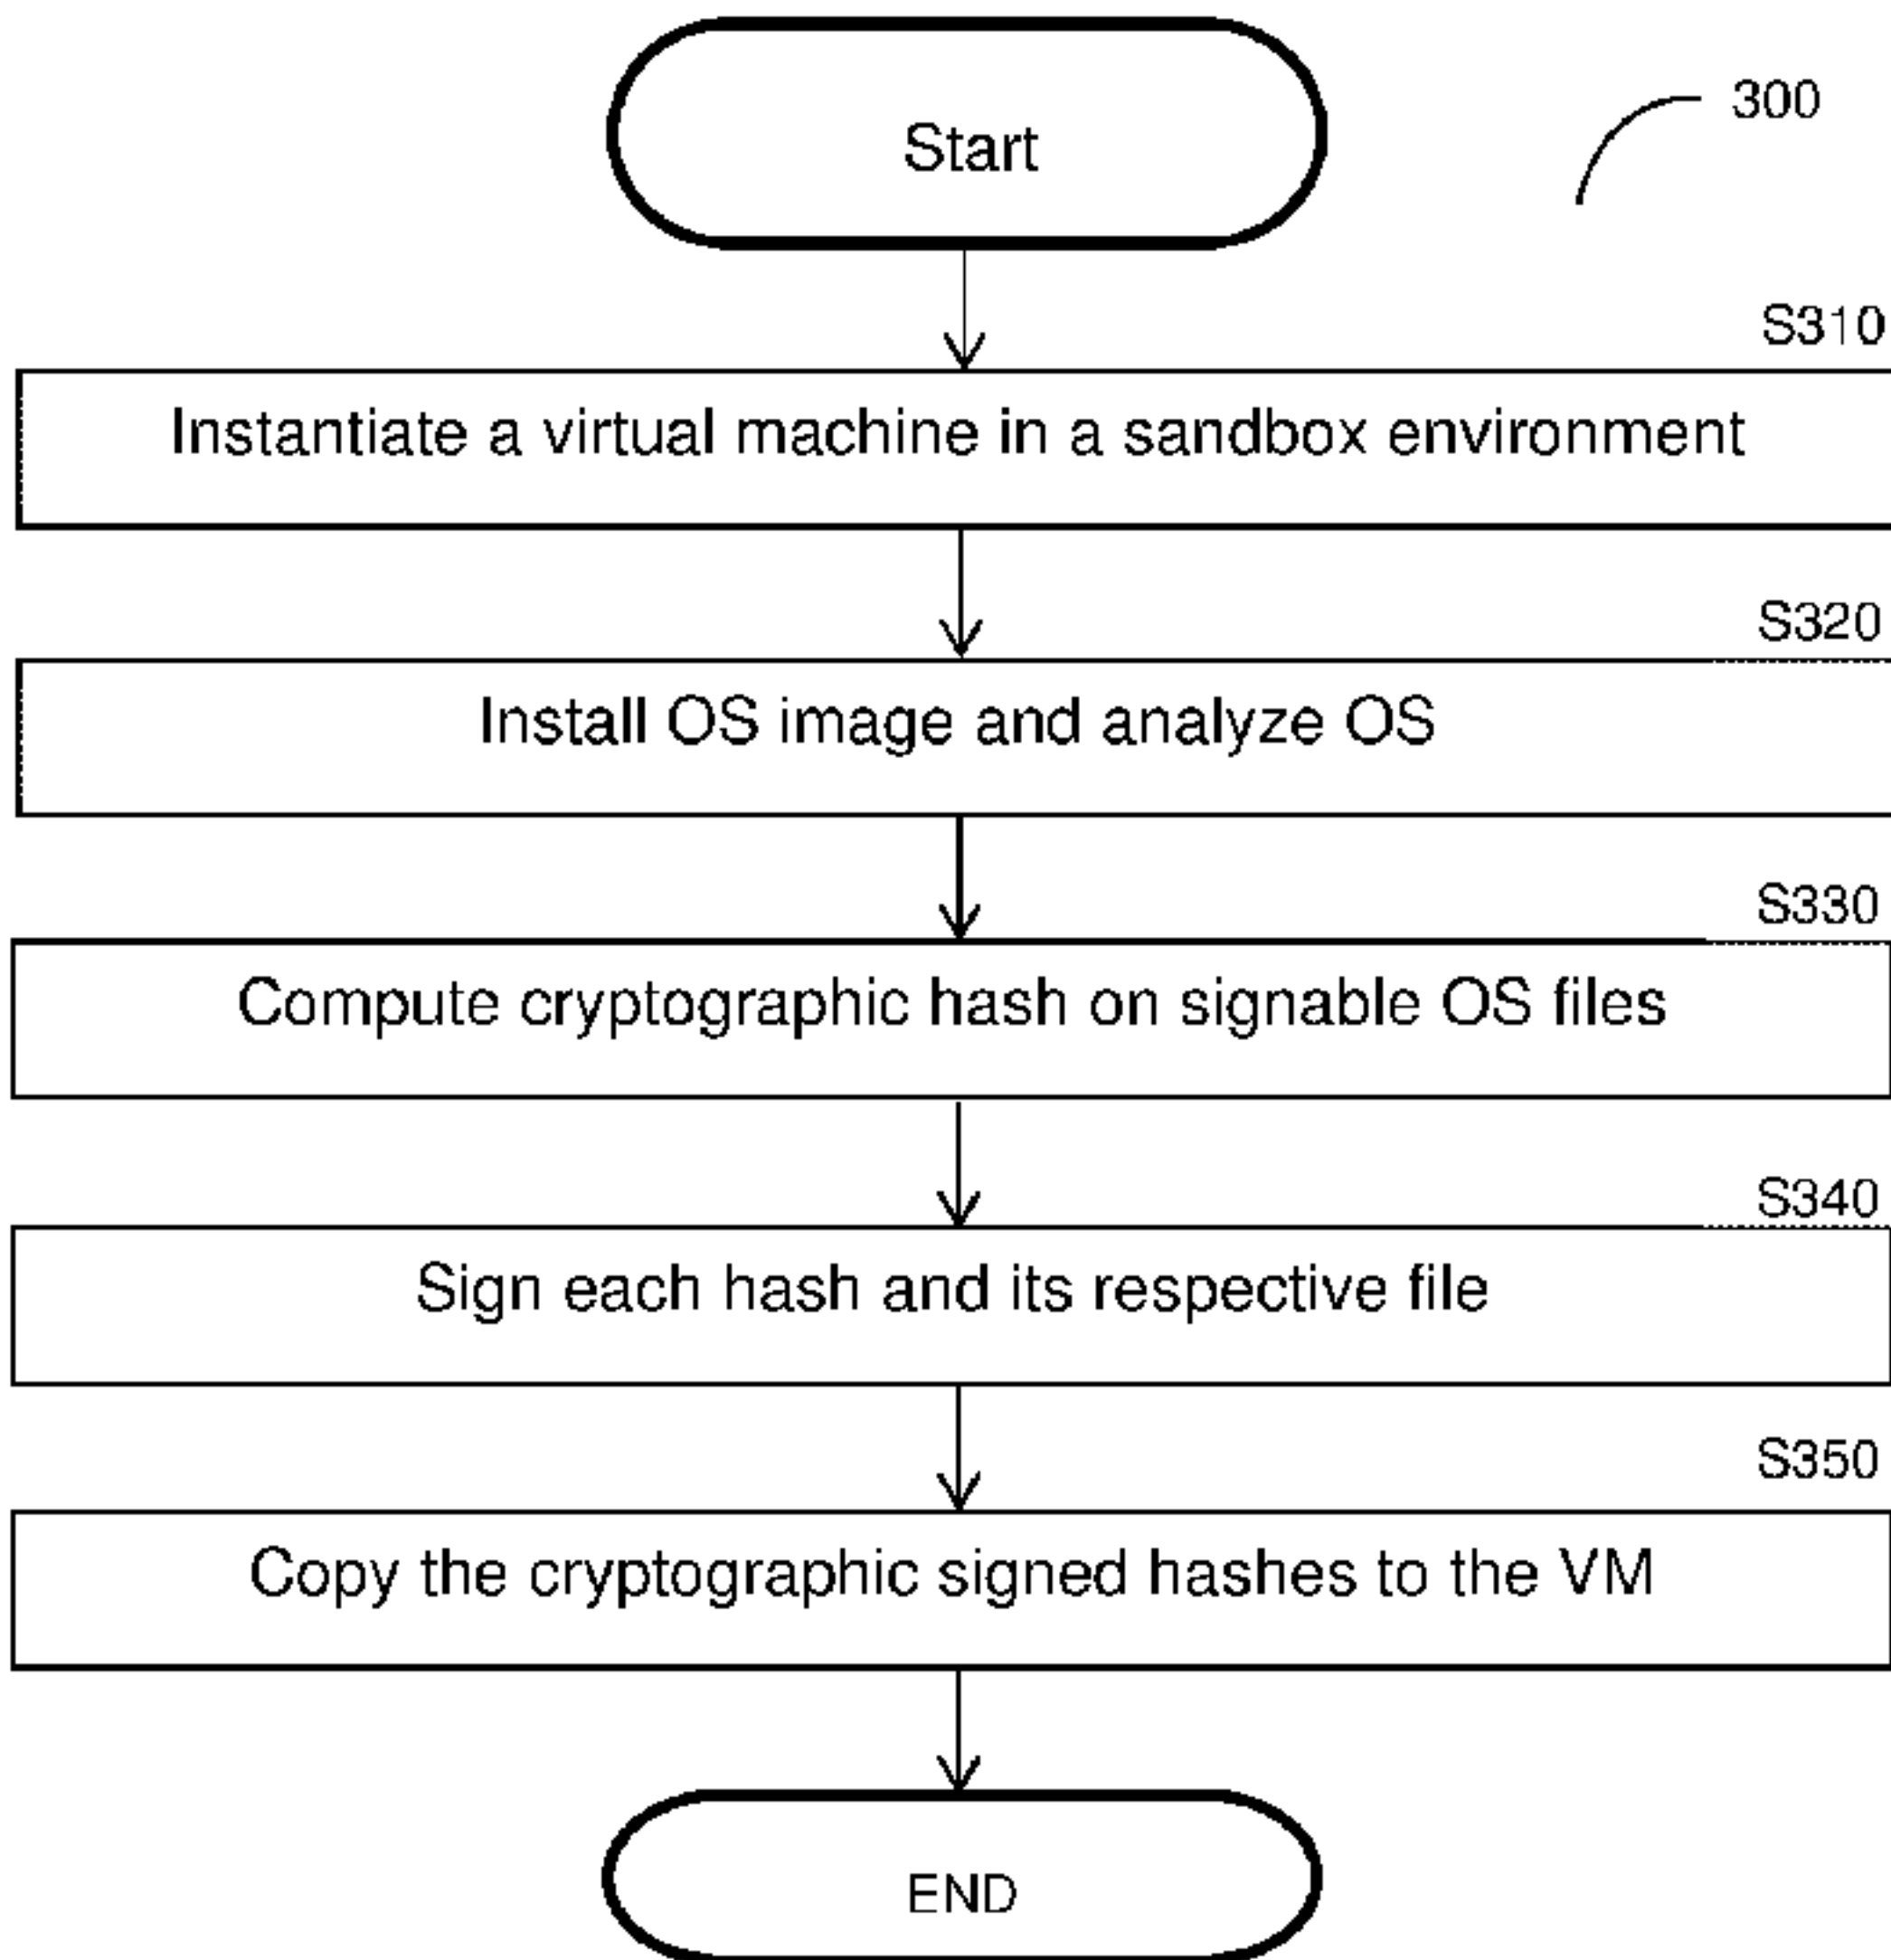 Start
300
S310
Instantiate a virtual machine in a sandbox environment
S320
Install OS image and analyze OS
S330
Compute cryptographic hash on signable OS files
S340
Sign each hash and its respective file
S350
Copy the cryptographic signed hashes to the VM
END